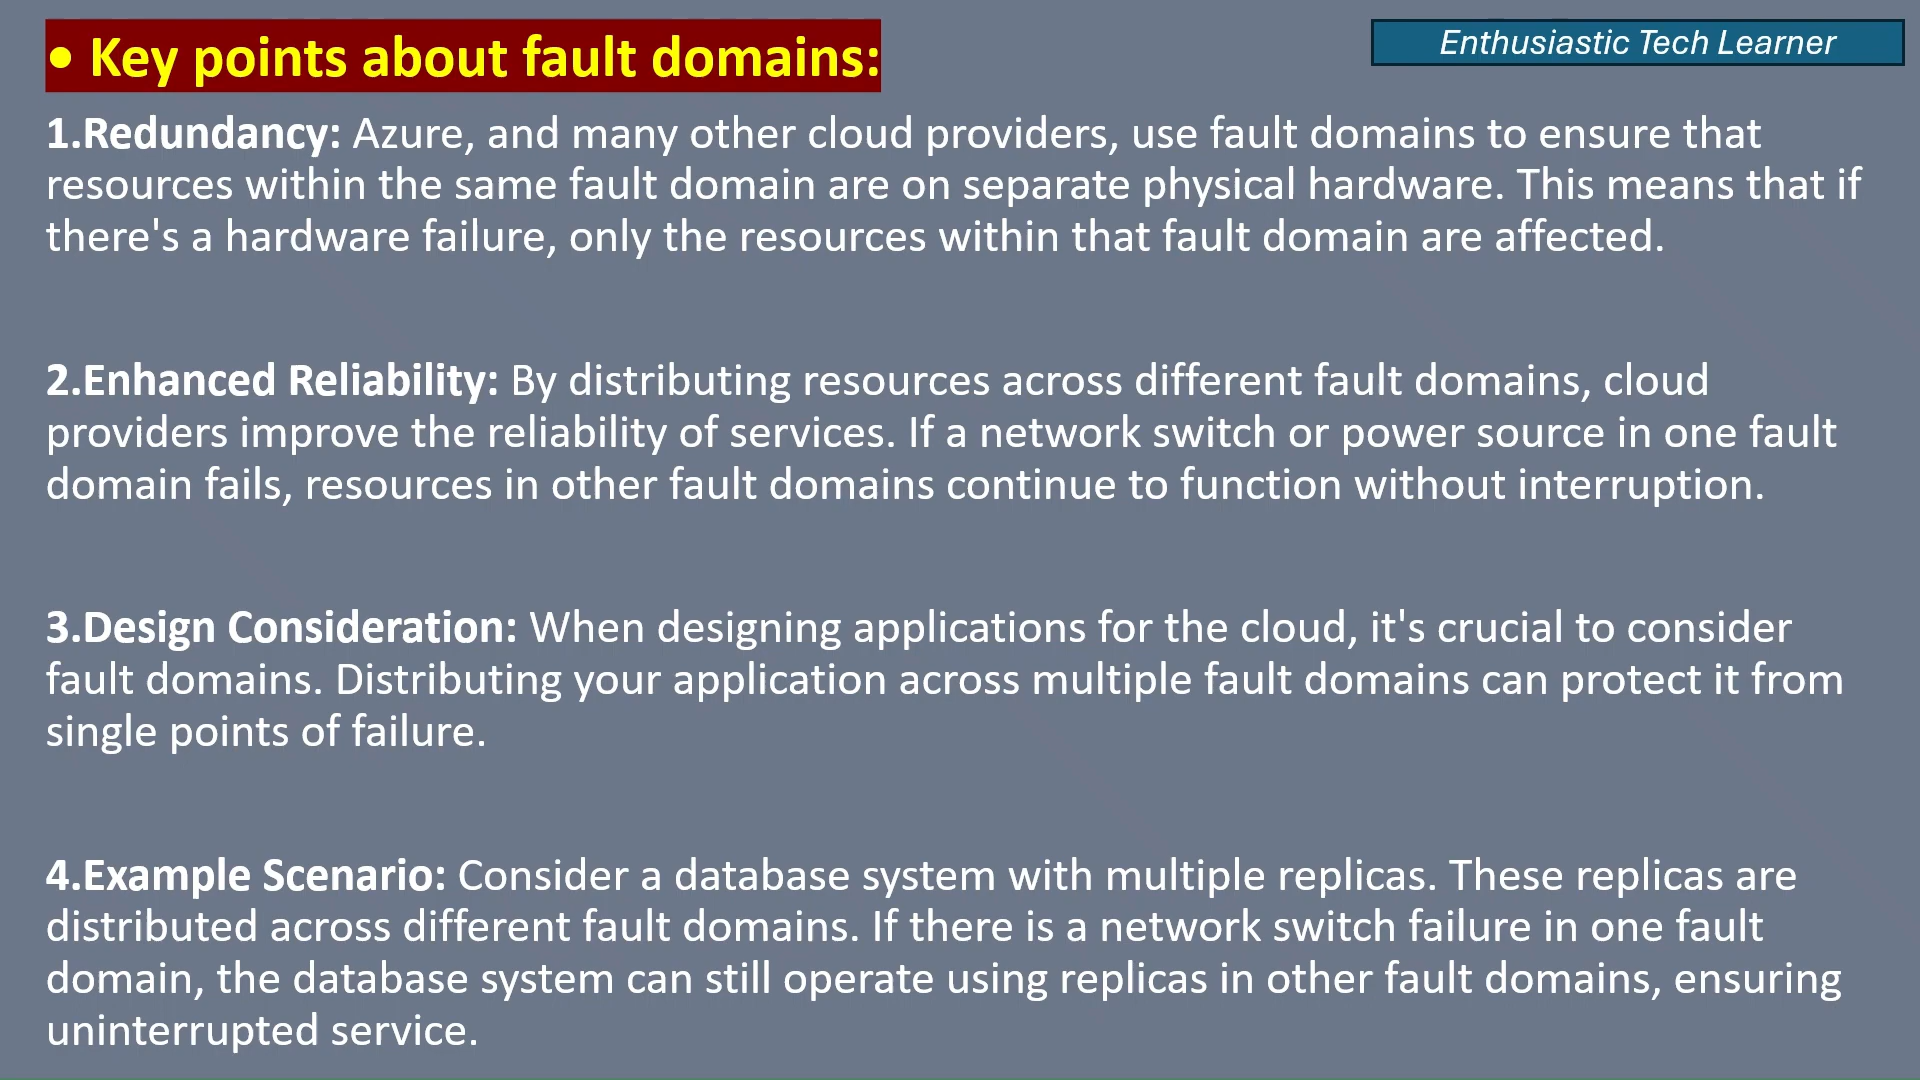 • Key points about fault domains:
Enthusiastic Tech Learner
1.Redundancy: Azure, and many other cloud providers, use fault domains to ensure that
resources within the same fault domain are on separate physical hardware. This means that if
there's a hardware failure, only the resources within that fault domain are affected.
2.Enhanced Reliability: By distributing resources across different fault domains, cloud
providers improve the reliability of services. If a network switch or power source in one fault
domain fails, resources in other fault domains continue to function without interruption.
3.Design Consideration: When designing applications for the cloud, it's crucial to consider
fault domains. Distributing your application across multiple fault domains can protect it from
single points of failure.
4.Example Scenario: Consider a database system with multiple replicas. These replicas are
distributed across different fault domains. If there is a network switch failure in one fault
domain, the database system can still operate using replicas in other fault domains, ensuring
uninterrupted service.